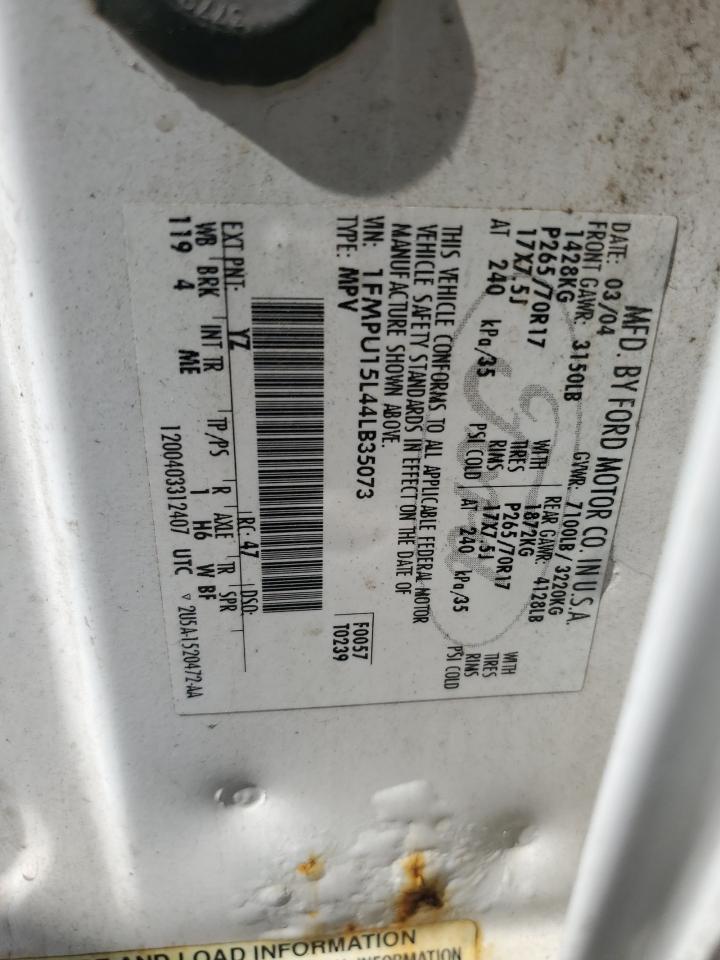 MFD. BY FORD MOTOR CO. IN U.S.A.
DATE: 03/04 GVWR: 7100LB/ 3220KG
FRONT GAWR: 3150LB REAR GAWR: 4128LB
1428KG WITH 1872KG WITH
P265/70R17 TIRES P265/70R17 TIRES
17X7.5J RIMS 17X7.5J RIMS
AT 240 kPa/35 PSI COLD AT 240 kPa/35 PSI COLD
THIS VEHICLE CONFORMS TO ALL APPLICABLE FEDERAL MOTOR
VEHICLE SAFETY STANDARDS IN EFFECT ON THE DATE OF
MANUFACTURE SHOWN ABOVE.
VIN: 1FMPU15L44LB35073
TYPE: MPV
F0057
T0239
EXT PNT: YZ RC: 47 DSO:
WB BRK INT TR TP/PS R AXLE TR SPR
119 4 ME 1 H6 W BF
1200403312407 UTC ▽ 2U5A-1520472-AA
AND LOAD INFORMATION
INFORMATION